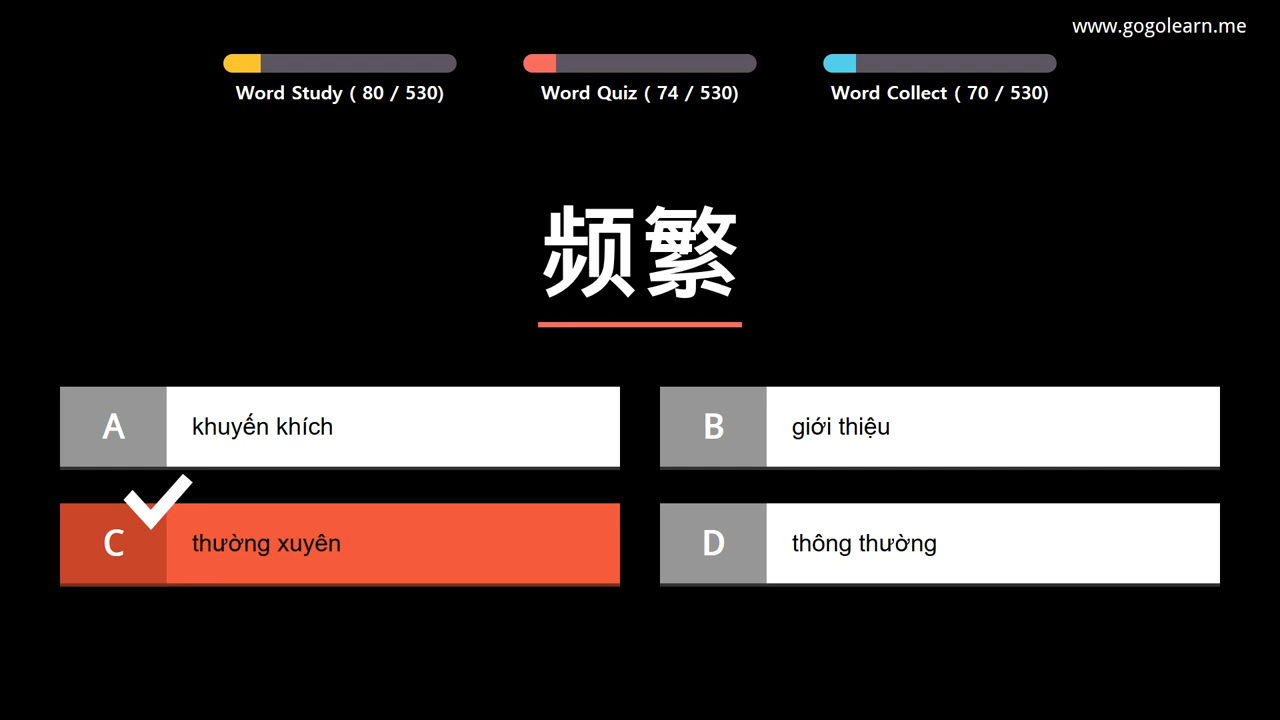 www.gogolearn.me
Word Study ( 80 / 530)
Word Quiz ( 74 / 530)
Word Collect ( 70 / 530)
频繁
A
khuyến khích
B
giới thiệu
C
thường xuyên
D
thông thường